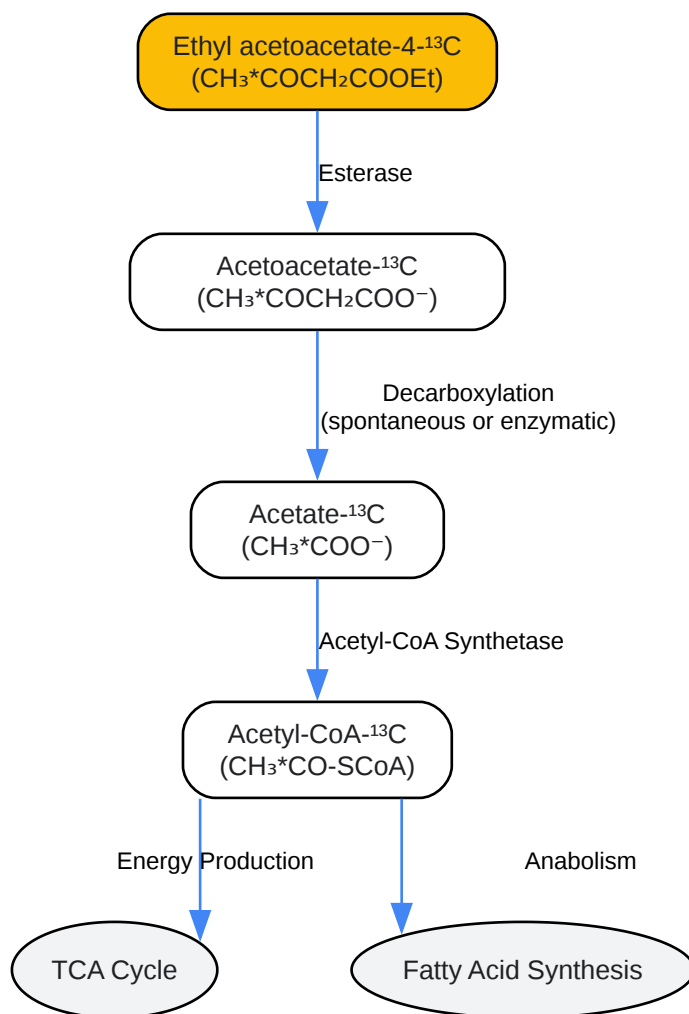 Ethyl acetoacetate-4-¹³C
(CH₃*COCH₂COOEt)
Esterase
Acetoacetate-¹³C
(CH₃*COCH₂COO⁻)
Decarboxylation
(spontaneous or enzymatic)
Acetate-¹³C
(CH₃*COO⁻)
Acetyl-CoA Synthetase
Acetyl-CoA-¹³C
(CH₃*CO-SCoA)
Energy Production
Anabolism
TCA Cycle
Fatty Acid Synthesis